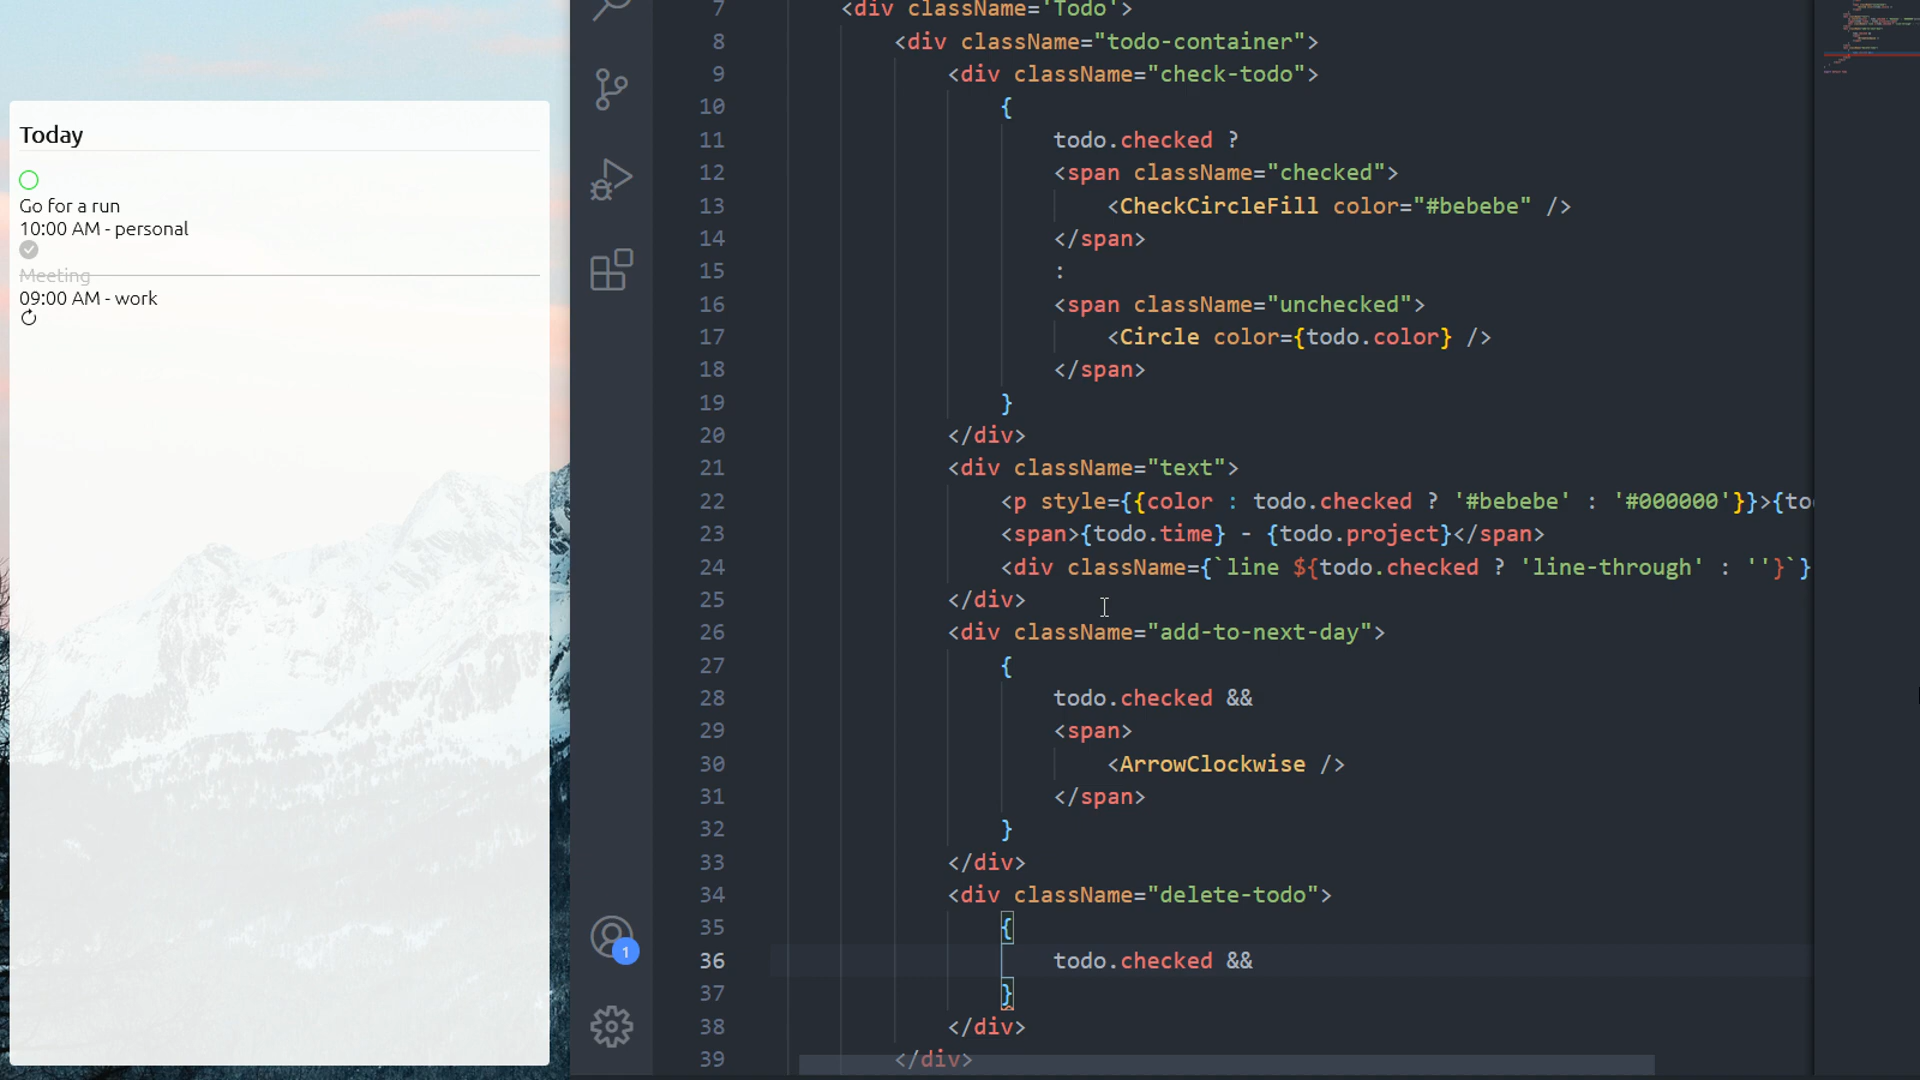 Today
Go for a run
10:00 AM - personal
Meeting
09:00 AM - work
1
7 <div className='Todo'>
8 <div className="todo-container">
9 <div className="check-todo">
10 {
11 todo.checked ?
12 <span className="checked">
13 <CheckCircleFill color="#bebebe" />
14 </span>
15 :
16 <span className="unchecked">
17 <Circle color={todo.color} />
18 </span>
19 }
20 </div>
21 <div className="text">
22 <p style={{color : todo.checked ? '#bebebe' : '#000000'}}>{to
23 <span>{todo.time} - {todo.project}</span>
24 <div className={`line ${todo.checked ? 'line-through' : ''}`}
25 </div>
26 <div className="add-to-next-day">
27 {
28 todo.checked &&
29 <span>
30 <ArrowClockwise />
31 </span>
32 }
33 </div>
34 <div className="delete-todo">
35 {
36 todo.checked &&
37 }
38 </div>
39 </div>